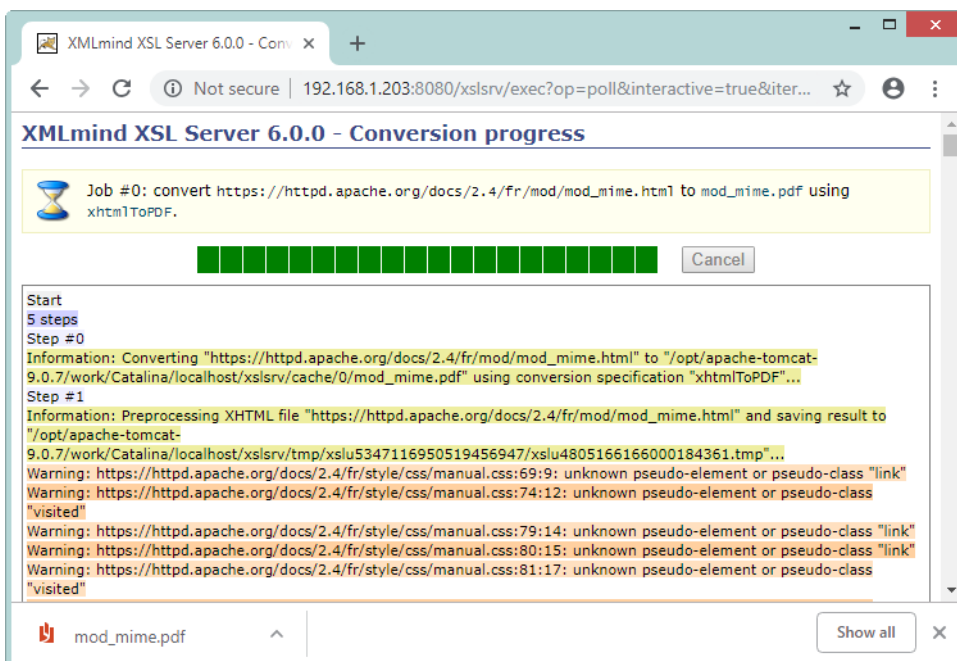 XMLmind XSL Server 6.0.0 - Conv
Not secure | 192.168.1.203:8080/xslsrv/exec?op=poll&interactive=true&iter...
XMLmind XSL Server 6.0.0 - Conversion progress
Job #0: convert https://httpd.apache.org/docs/2.4/fr/mod/mod_mime.html to mod_mime.pdf using
xhtmlToPDF.
Cancel
Start
5 steps
Step #0
Information: Converting "https://httpd.apache.org/docs/2.4/fr/mod/mod_mime.html" to "/opt/apache-tomcat-
9.0.7/work/Catalina/localhost/xslsrv/cache/0/mod_mime.pdf" using conversion specification "xhtmlToPDF"...
Step #1
Information: Preprocessing XHTML file "https://httpd.apache.org/docs/2.4/fr/mod/mod_mime.html" and saving result to
"/opt/apache-tomcat-
9.0.7/work/Catalina/localhost/xslsrv/tmp/xslu5347116950519456947/xslu4805166166000184361.tmp"...
Warning: https://httpd.apache.org/docs/2.4/fr/style/css/manual.css:69:9: unknown pseudo-element or pseudo-class "link"
Warning: https://httpd.apache.org/docs/2.4/fr/style/css/manual.css:74:12: unknown pseudo-element or pseudo-class
"visited"
Warning: https://httpd.apache.org/docs/2.4/fr/style/css/manual.css:79:14: unknown pseudo-element or pseudo-class "link"
Warning: https://httpd.apache.org/docs/2.4/fr/style/css/manual.css:80:15: unknown pseudo-element or pseudo-class "link"
Warning: https://httpd.apache.org/docs/2.4/fr/style/css/manual.css:81:17: unknown pseudo-element or pseudo-class
"visited"
mod_mime.pdf
Show all